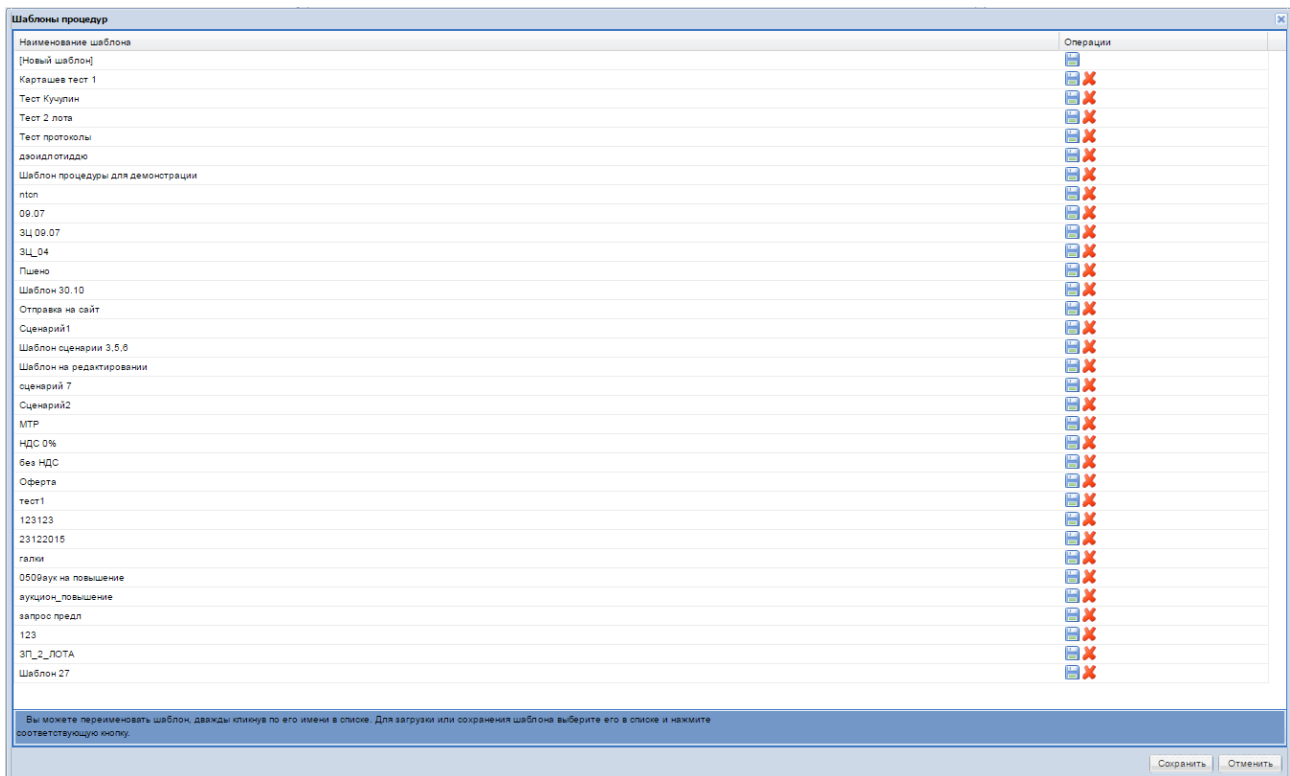 Шаблоны процедур
Наименование шаблона Операции
[Новый шаблон]
Карташев тест 1
Тест Кучулин
Тест 2 лота
Тест протоколы
дэоидлотиддю
Шаблон процедуры для демонстрации
ntcn
09.07
ЗЦ 09.07
ЗЦ_04
Пшено
Шаблон 30.10
Отправка на сайт
Сценарий1
Шаблон сценарии 3,5,6
Шаблон на редактировании
сценарий 7
Сценарий2
МТР
НДС 0%
без НДС
Оферта
тест1
123123
23122015
галки
0509аук на повышение
аукцион_повышение
запрос предл
123
ЗП_2_ЛОТА
Шаблон 27
Вы можете переименовать шаблон, дважды кликнув по его имени в списке. Для загрузки или сохранения шаблона выберите его в списке и нажмите
соответствующую кнопку.
Сохранить Отменить